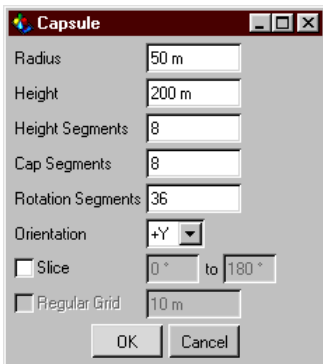 Capsule
Radius 50 m
Height 200 m
Height Segments 8
Cap Segments 8
Rotation Segments 36
Orientation +Y
Slice 0 ° to 180 °
Regular Grid 10 m
OK Cancel